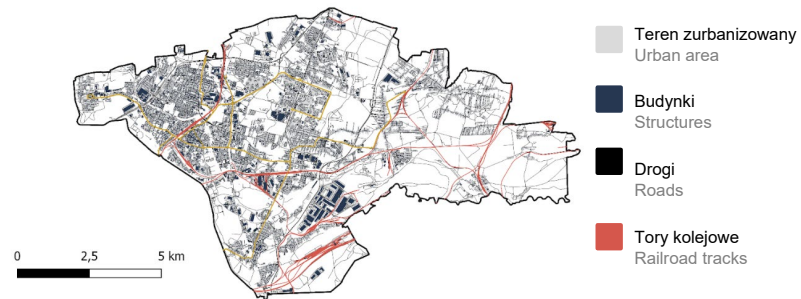 Teren zurbanizowany
Urban area
Budynki
Structures
Drogi
Roads
Tory kolejowe
Railroad tracks
0 2,5 5 km